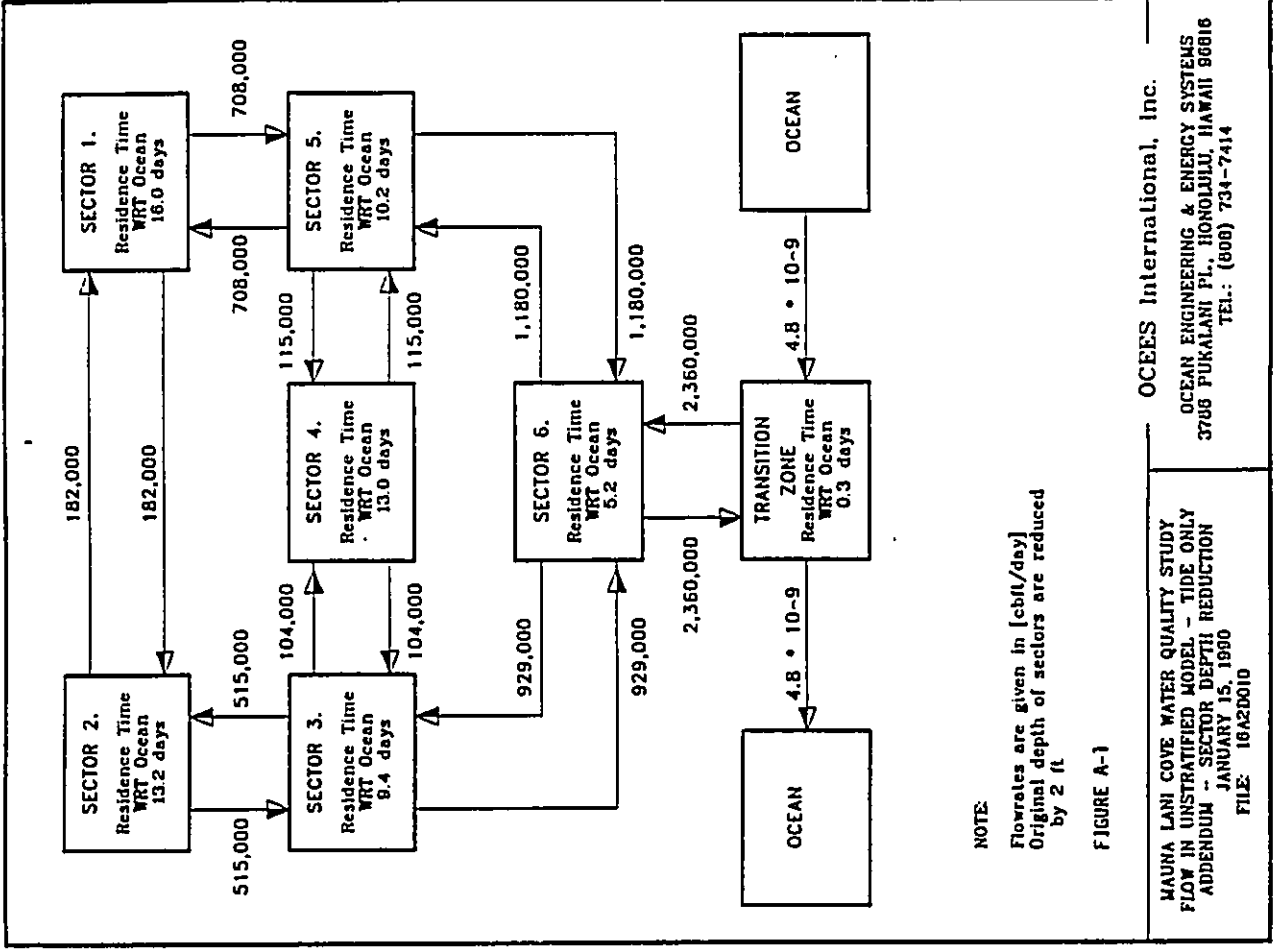 182,000
SECTOR 2.
Residence Time
WRT Ocean
13.2 days
SECTOR 1.
Residence Time
WRT Ocean
16.0 days
182,000
515,000
515,000
708,000
708,000
SECTOR 3.
Residence Time
WRT Ocean
9.4 days
104,000
104,000
SECTOR 4.
Residence Time
WRT Ocean
13.0 days
115,000
115,000
SECTOR 5.
Residence Time
WRT Ocean
10.2 days
929,000
929,000
1,180,000
1,180,000
SECTOR 6.
Residence Time
WRT Ocean
5.2 days
2,360,000
2,360,000
OCEAN
4.8 * 10-9
TRANSITION
ZONE
Residence Time
WRT Ocean
0.3 days
4.8 * 10-9
OCEAN
NOTE:
Flowrates are given in [cbft/day]
Original depth of sectors are reduced
by 2 ft
FIGURE A-1
MAUNA LANI COVE WATER QUALITY STUDY
FLOW IN UNSTRATIFIED MODEL - TIDE ONLY
ADDENDUM -- SECTOR DEPTH REDUCTION
JANUARY 15, 1990
FILE: 16A2D010
OCEES International, Inc.
OCEAN ENGINEERING & ENERGY SYSTEMS
3788 PUKALANI PL., HONOLULU, HAWAII 96816
TEL.: (808) 734-7414